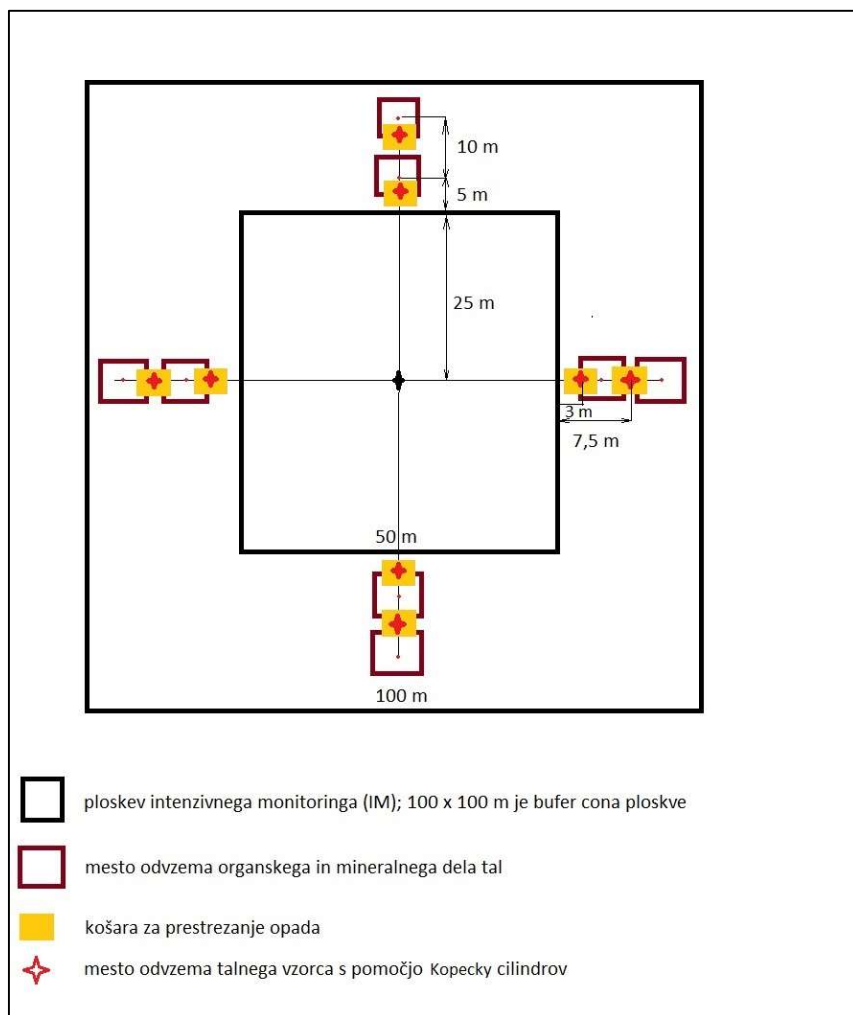 10 m
5 m
25 m
3 m
7,5 m
50 m
100 m
ploskev intenzivnega monitoringa (IM); 100 x 100 m je bufer cona ploskve
mesto odvzema organskega in mineralnega dela tal
košara za prestrezanje opada
mesto odvzema talnega vzorca s pomočjo Kopecky cilindrov